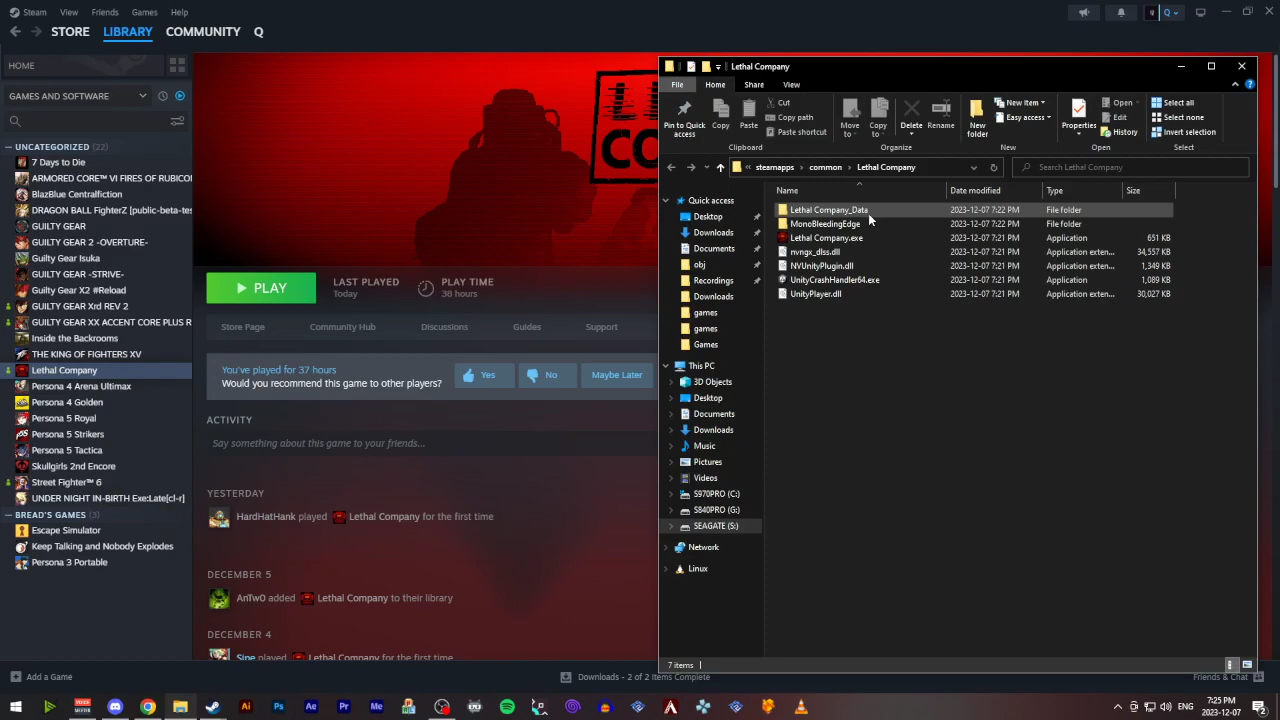 Steam View Friends Games Help
Q
STORE LIBRARY COMMUNITY Q
HOME
GAMES AND SOFTWARE
UNCATEGORIZED (22)
7 Days to Die
ARMORED CORE™ VI FIRES OF RUBICON
BlazBlue Centralfiction
DRAGON BALL FighterZ [public-beta-tes
GUILTY GEAR
GUILTY GEAR 2 -OVERTURE-
Guilty Gear Isuka
GUILTY GEAR -STRIVE-
Guilty Gear X2 #Reload
GUILTY GEAR Xrd REV 2
GUILTY GEAR XX ACCENT CORE PLUS R
Inside the Backrooms
THE KING OF FIGHTERS XV
Lethal Company
Persona 4 Arena Ultimax
Persona 4 Golden
Persona 5 Royal
Persona 5 Strikers
Persona 5 Tactica
Skullgirls 2nd Encore
Street Fighter™ 6
UNDER NIGHT IN-BIRTH Exe:Late[cl-r]
BREAD'S GAMES (3)
Escape Simulator
Keep Talking and Nobody Explodes
Persona 3 Portable
CO
PLAY
LAST PLAYED
Today
PLAY TIME
38 hours
Store Page Community Hub Discussions Guides Support
You've played for 37 hours
Would you recommend this game to other players?
Yes No Maybe Later
ACTIVITY
Say something about this game to your friends...
YESTERDAY
HardHatHank played Lethal Company for the first time
DECEMBER 5
AnTw0 added Lethal Company to their library
DECEMBER 4
Sine played Lethal Company for the first time
Lethal Company
File Home Share View
Pin to Quick access
Copy
Paste
Cut
Copy path
Paste shortcut
Clipboard
Move to
Copy to
Delete
Rename
Organize
New folder
New item
Easy access
New
Properties
Open
Edit
History
Open
Select all
Select none
Invert selection
Select
steamapps > common > Lethal Company
Search Lethal Company
Quick access
Desktop
Downloads
Documents
obj
Recordings
Downloads
games
games
Games
This PC
3D Objects
Desktop
Documents
Downloads
Music
Pictures
Videos
S970PRO (C:)
S840PRO (G:)
SEAGATE (S:)
Network
Linux
Name Date modified Type Size
Lethal Company_Data 2023-12-07 7:22 PM File folder
MonoBleedingEdge 2023-12-07 7:22 PM File folder
Lethal Company.exe 2023-12-07 7:21 PM Application 651 KB
nvngx_dlss.dll 2023-12-07 7:21 PM Application exten... 34,557 KB
NVUnityPlugin.dll 2023-12-07 7:21 PM Application exten... 1,349 KB
UnityCrashHandler64.exe 2023-12-07 7:21 PM Application 1,089 KB
UnityPlayer.dll 2023-12-07 7:21 PM Application exten... 30,027 KB
7 items
Add a Game
Downloads - 2 of 2 Items Complete
Friends & Chat
Ai Ps Ae Pr Me
7:25 PM
2023-12-07
2